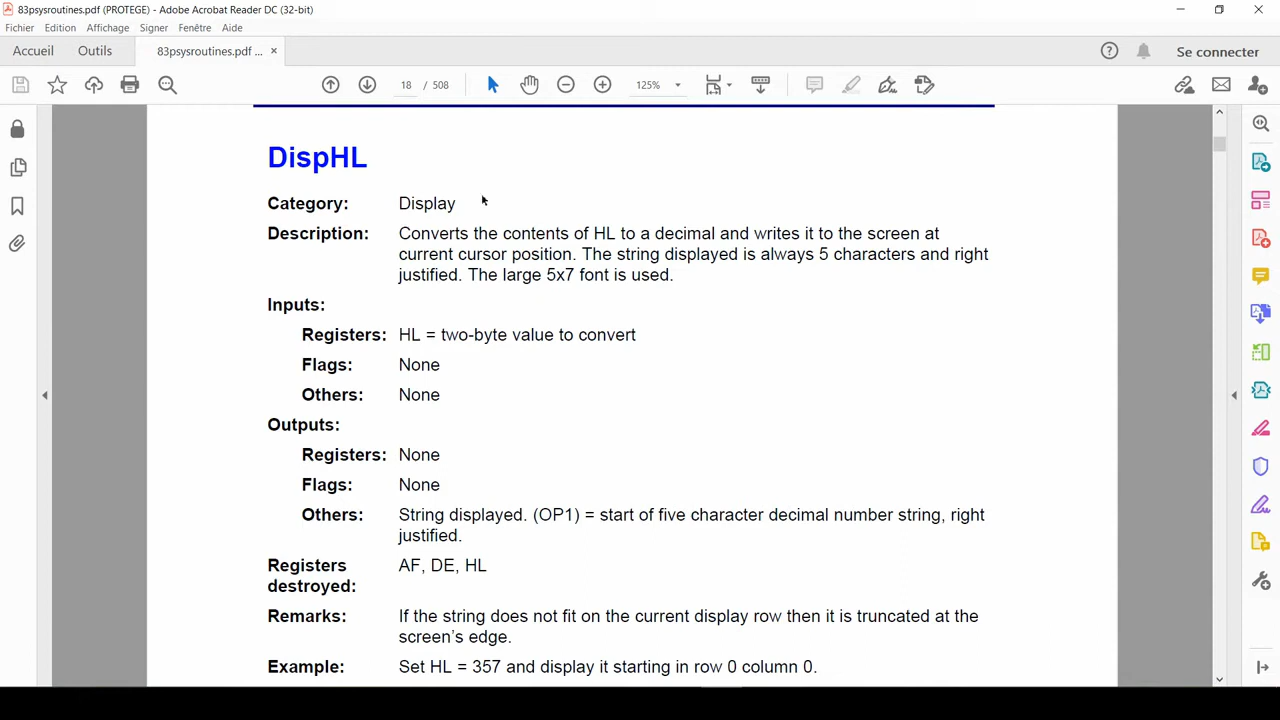 83psysroutines.pdf (PROTEGE) - Adobe Acrobat Reader DC (32-bit)
Fichier Edition Affichage Signer Fenêtre Aide
Accueil Outils 83psysroutines.pdf ... × Se connecter
18 / 508 125%
DispHL
Category: Display
Description: Converts the contents of HL to a decimal and writes it to the screen at
current cursor position. The string displayed is always 5 characters and right
justified. The large 5x7 font is used.
Inputs:
Registers: HL = two-byte value to convert
Flags: None
Others: None
Outputs:
Registers: None
Flags: None
Others: String displayed. (OP1) = start of five character decimal number string, right
justified.
Registers AF, DE, HL
destroyed:
Remarks: If the string does not fit on the current display row then it is truncated at the
screen's edge.
Example: Set HL = 357 and display it starting in row 0 column 0.